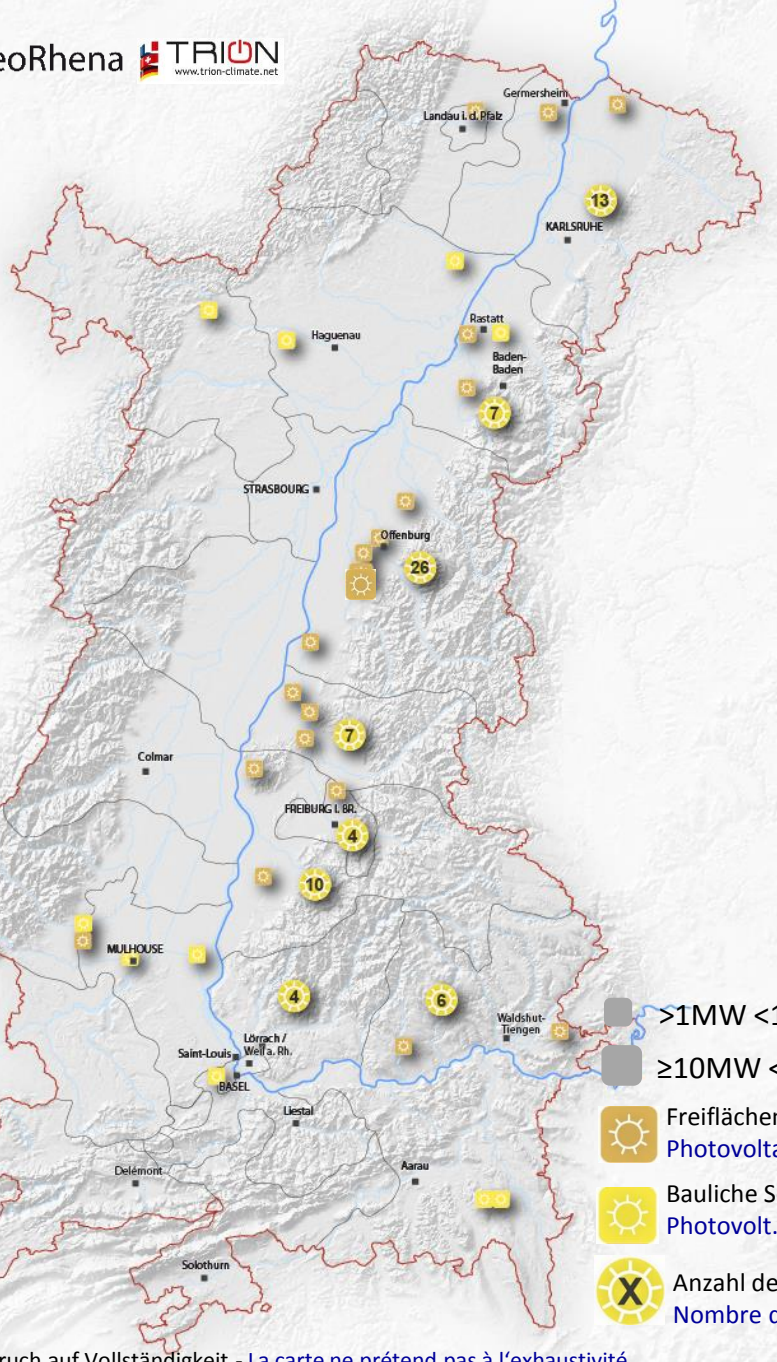 eoRhena TRION
www.trion-climate.net
Germersheim
Landau i. d. Pfalz
13
KARLSRUHE
Rastatt
Haguenau
Baden-
Baden
7
STRASBOURG
Offenburg
26
7
Colmar
FREIBURG I. BR.
4
10
MULHOUSE
4
6
Waldshut-
Tiengen
>1MW <1
Lörrach /
Saint-Louis
Weil a. Rh.
BASEL
≥10MW <
Liestal
Freifläche
Photovolta
Delémont
Aarau
Bauliche S
Photovolt.
X
Anzahl de
Solothurn
Nombre d
ruch auf Vollständigkeit - La carte ne prétend pas à l'exhaustivité